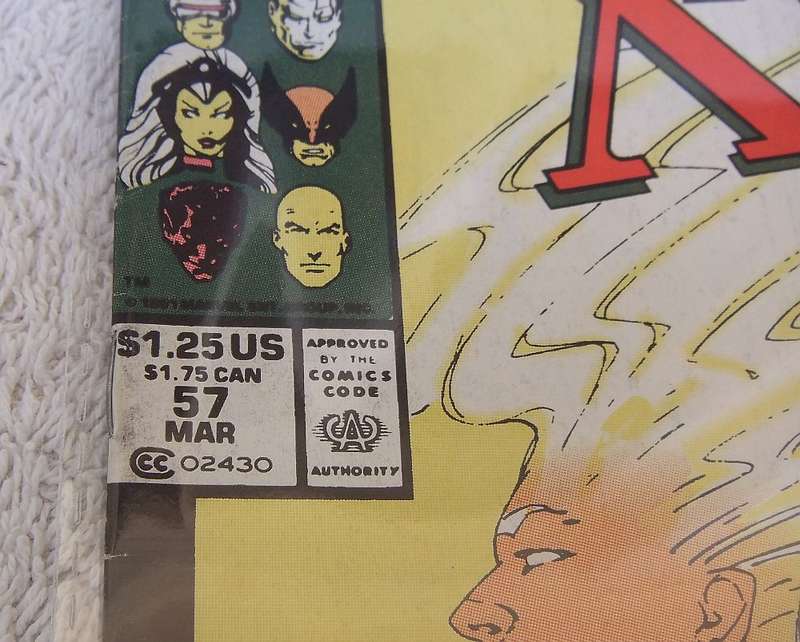 X
TM
$1.25 US
$1.75 CAN
57
MAR
CC 02430
APPROVED
BY THE
COMICS
CODE
CA
AUTHORITY